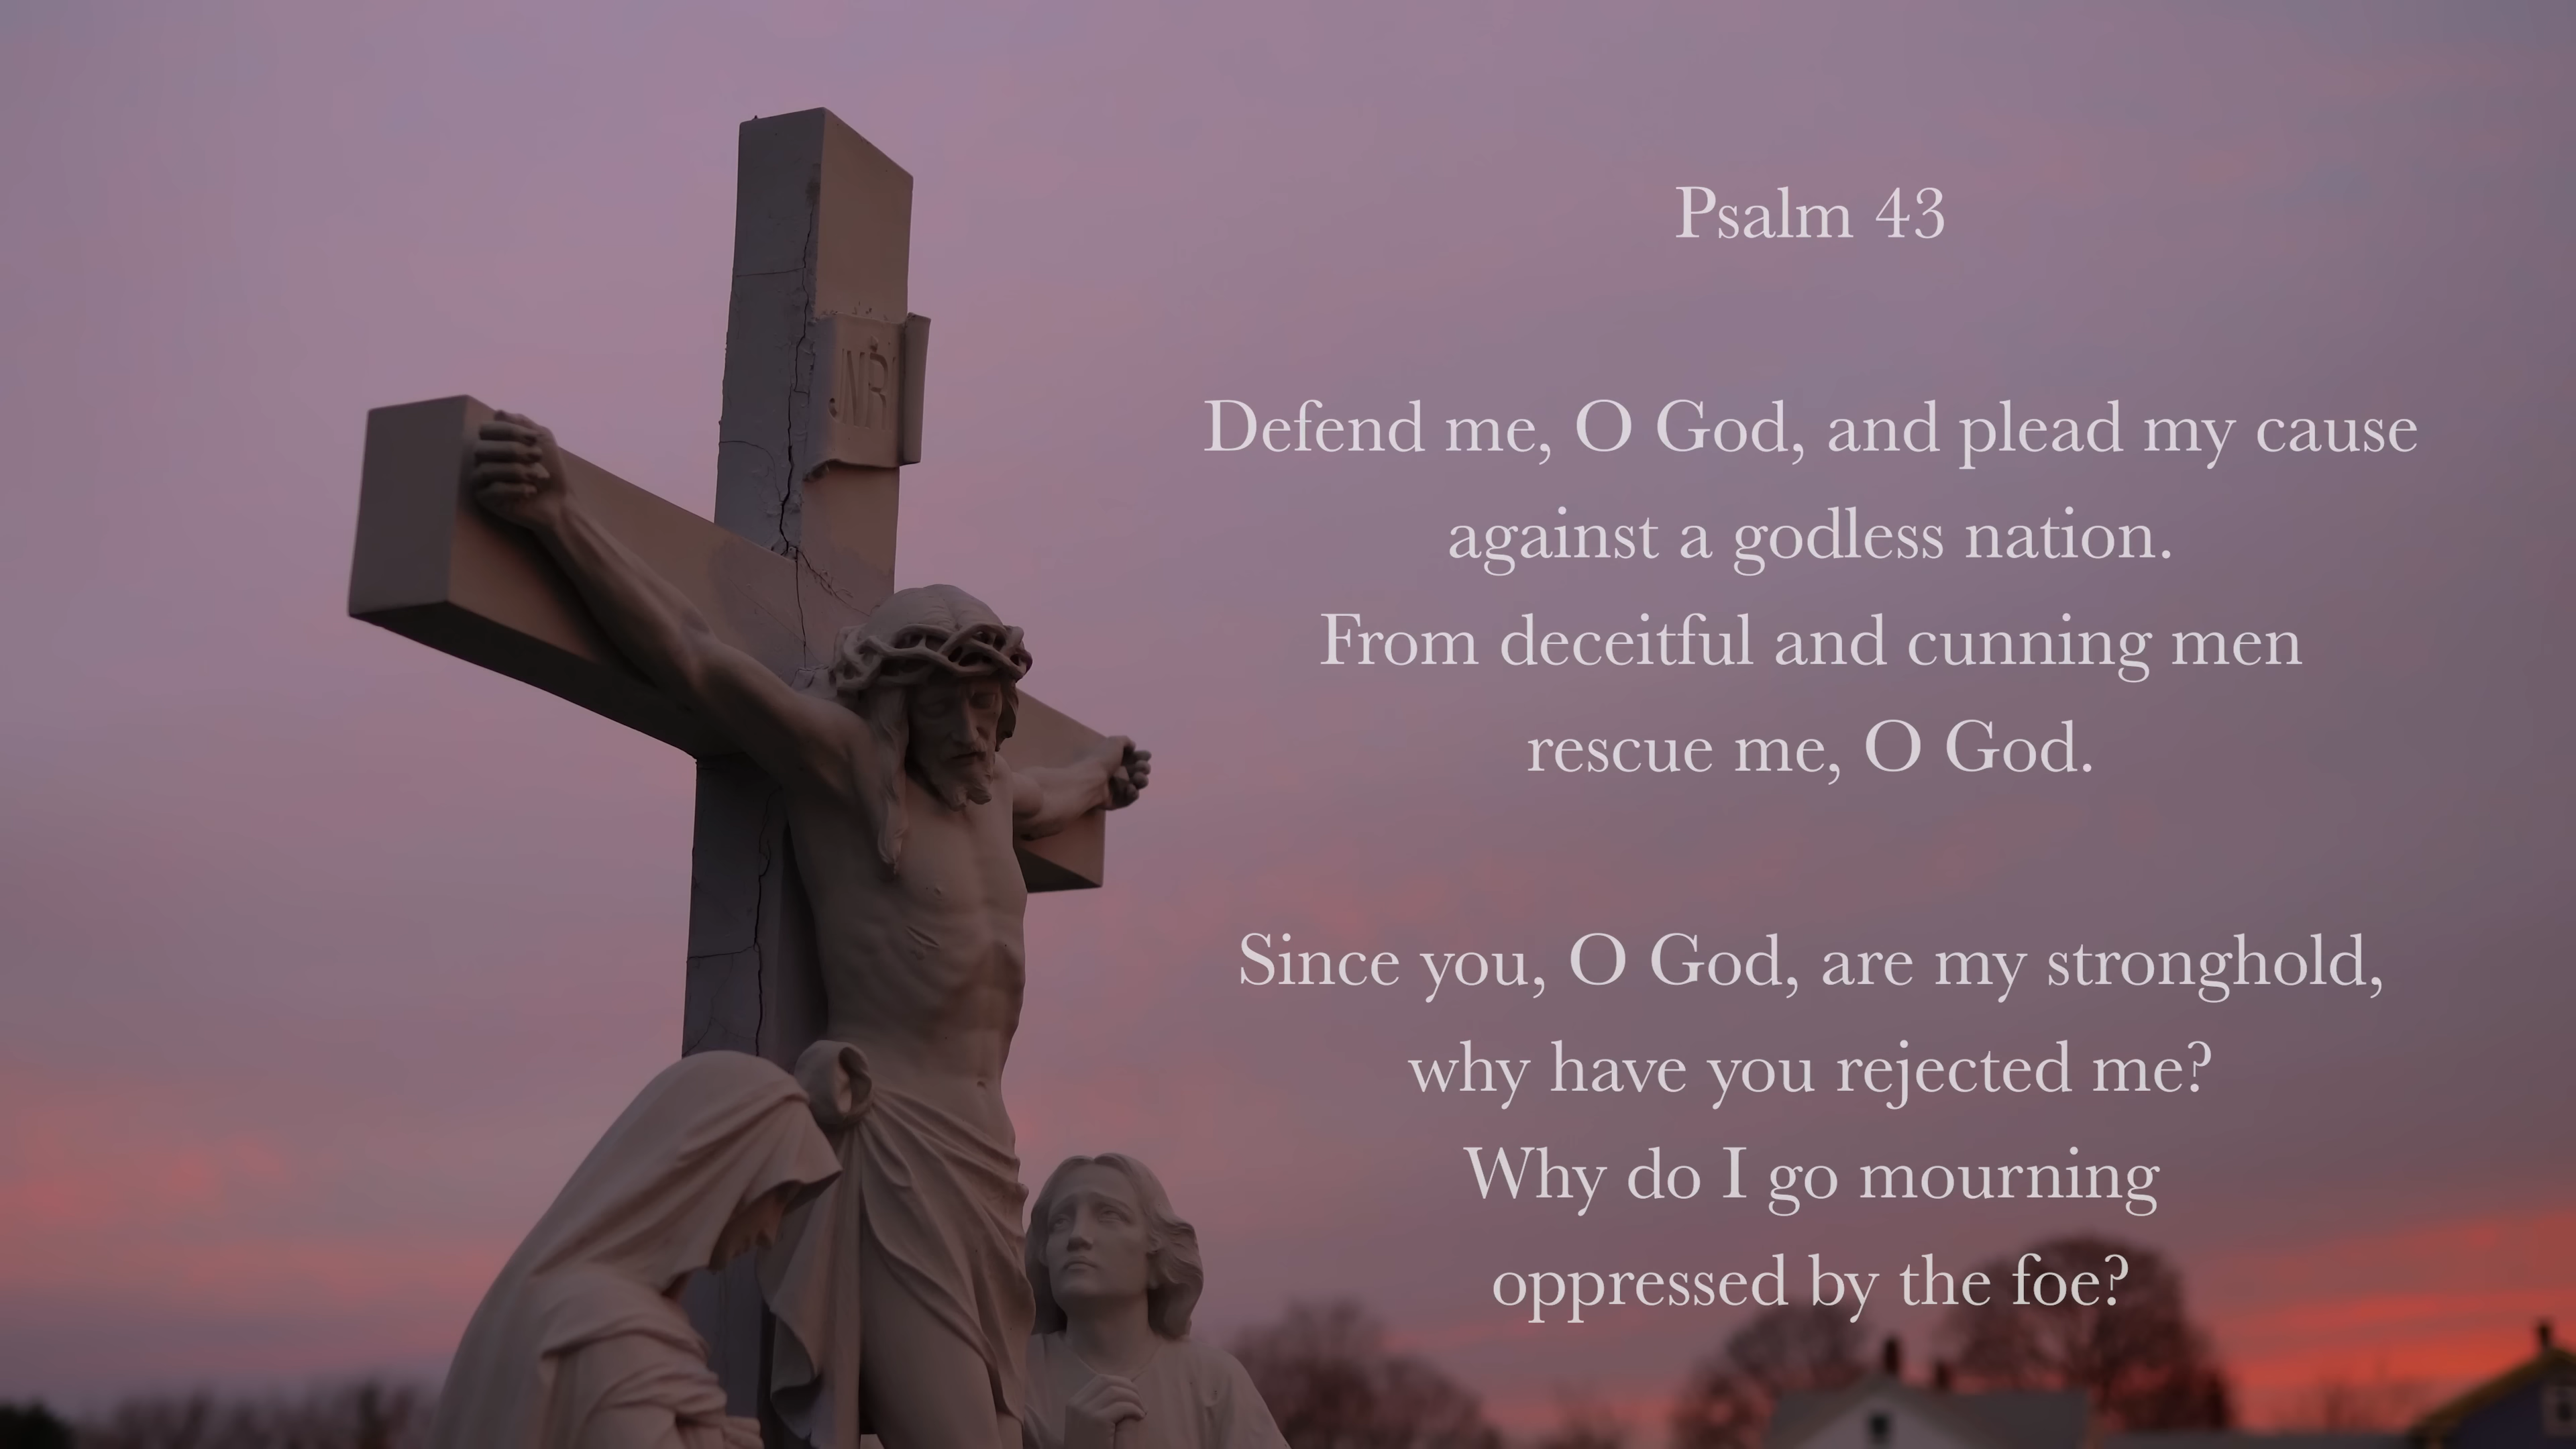 INRI
Psalm 43
Defend me, O God, and plead my cause
against a godless nation.
From deceitful and cunning men
rescue me, O God.
Since you, O God, are my stronghold,
why have you rejected me?
Why do I go mourning
oppressed by the foe?